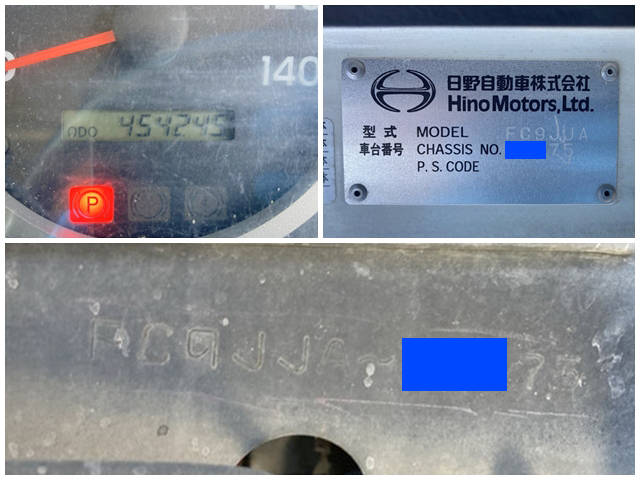 140
ODO 454245
P
日野自動車株式会社
Hino Motors, Ltd.
型式 MODEL FC9JJA
車台番号 CHASSIS NO. 75
P. S. CODE
FC9JJA- 75